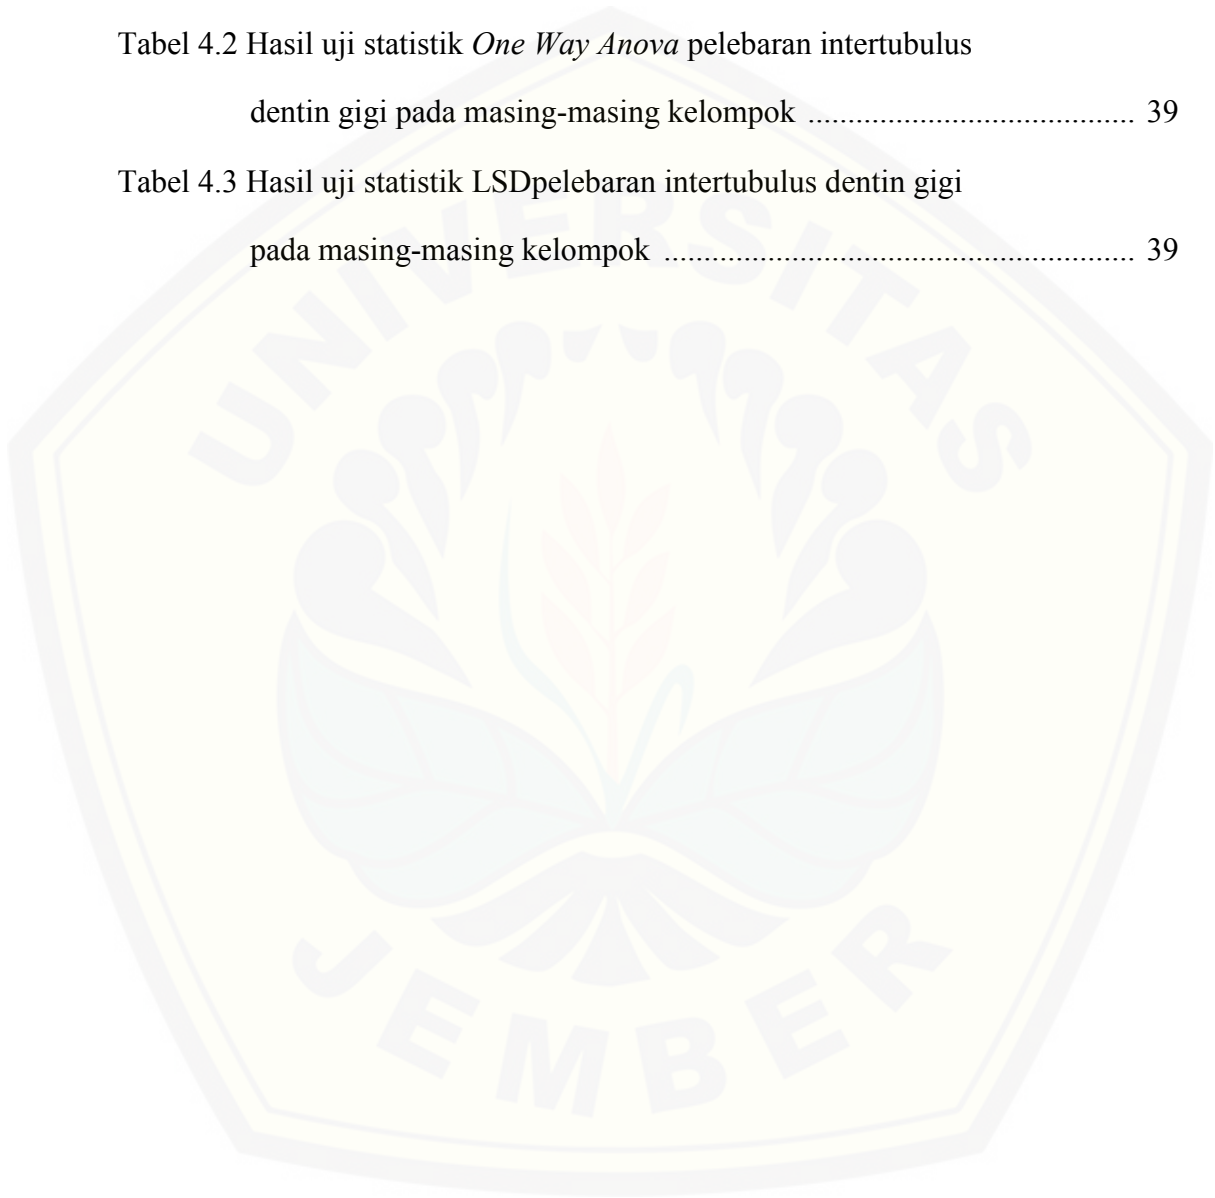 Tabel 4.2 Hasil uji statistik One Way Anova pelebaran intertubulus
dentin gigi pada masing-masing kelompok .................................. 39
Tabel 4.3 Hasil uji statistik LSDpelebaran intertubulus dentin gigi
pada masing-masing kelompok ................................................. 39
UNIVERSITAS
JEMBER